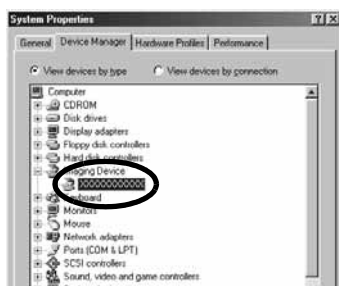 System Properties
General Device Manager Hardware Profiles Performance
View devices by type View devices by connection
Computer
CDROM
Disk drives
Display adapters
Floppy disk controllers
Hard disk controllers
Imaging Device
XXXXXXXXXXXX
Keyboard
Monitors
Mouse
Network adapters
Ports (COM & LPT)
SCSI controllers
Sound, video and game controllers